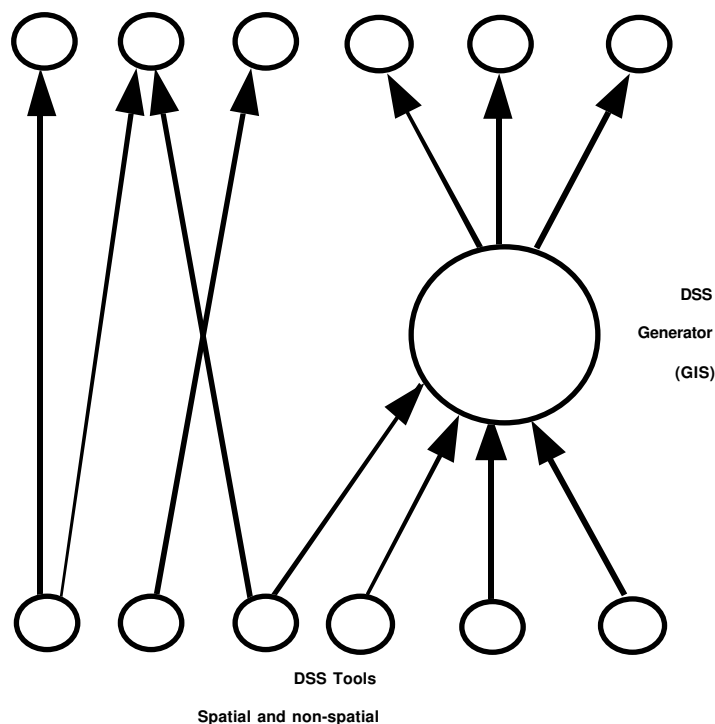 DSS
Generator
(GIS)
DSS Tools
Spatial and non-spatial